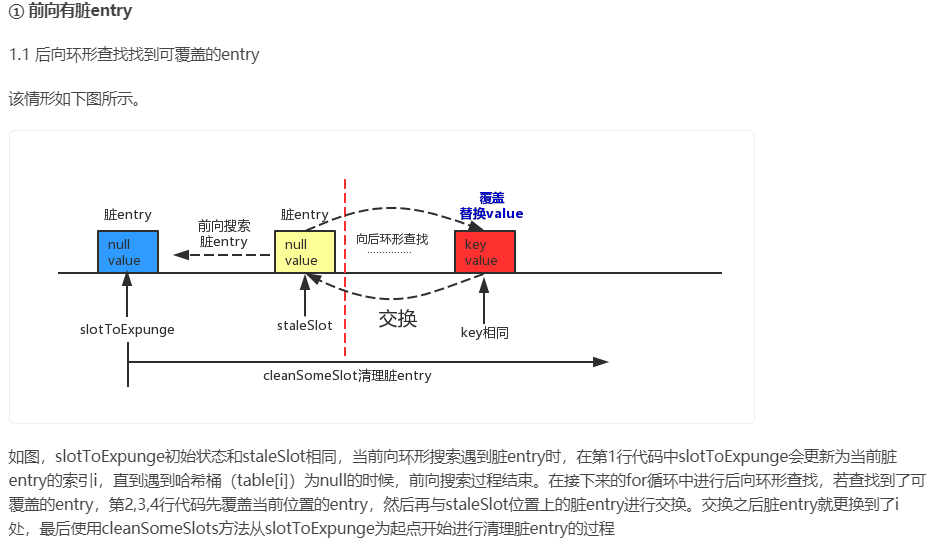 ① 前向有脏entry
1.1 后向环形查找找到可覆盖的entry
该情形如下图所示。
覆盖
替换value
脏entry
前向搜索
脏entry
脏entry
向后环形查找
................
null
value
null
value
key
value
slotToExpunge
staleSlot
交换
key相同
cleanSomeSlot清理脏entry
如图，slotToExpunge初始状态和staleSlot相同，当前向环形搜索遇到脏entry时，在第1行代码中slotToExpunge会更新为当前脏
entry的索引i，直到遇到哈希桶（table[i]）为null的时候，前向搜索过程结束。在接下来的for循环中进行后向环形查找，若查找到了可
覆盖的entry，第2,3,4行代码先覆盖当前位置的entry，然后再与staleSlot位置上的脏entry进行交换。交换之后脏entry就更换到了i
处，最后使用cleanSomeSlots方法从slotToExpunge为起点开始进行清理脏entry的过程